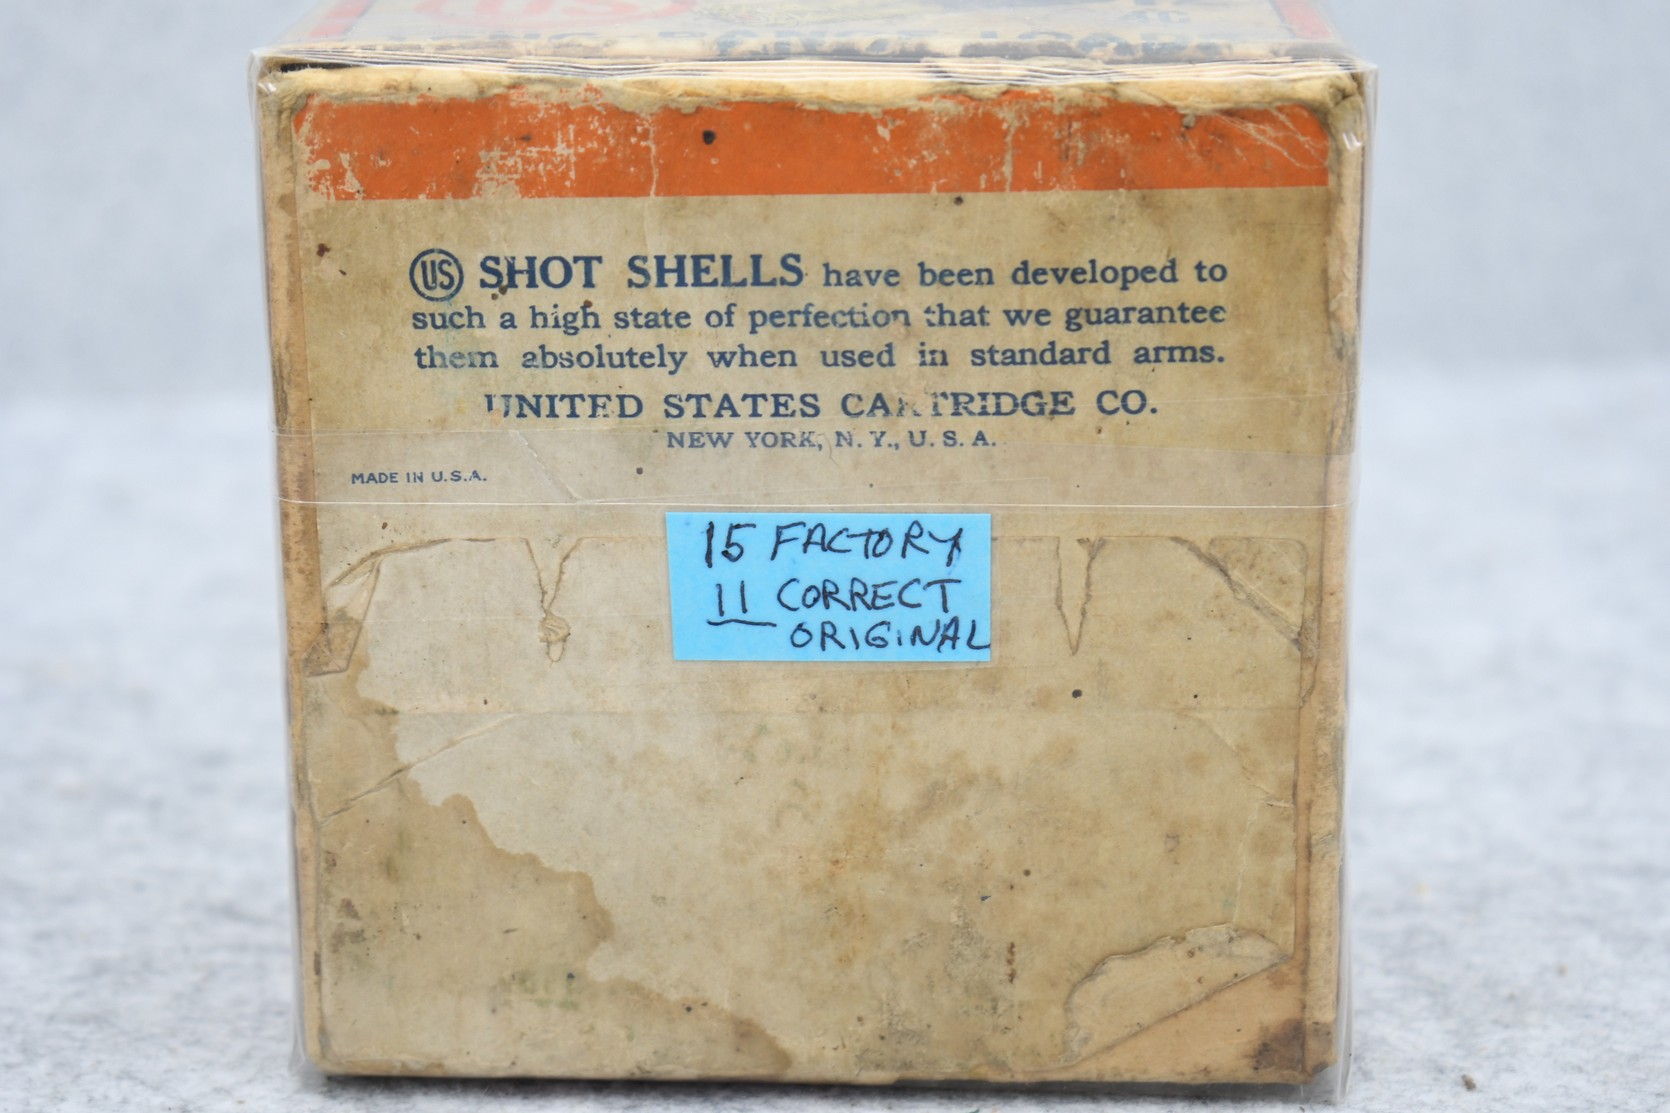 US
US SHOT SHELLS have been developed to
such a high state of perfection that we guarantee
them absolutely when used in standard arms.
UNITED STATES CARTRIDGE CO.
NEW YORK, N. Y., U. S. A.
MADE IN U.S.A.
15 FACTORY
11 CORRECT
ORIGINAL